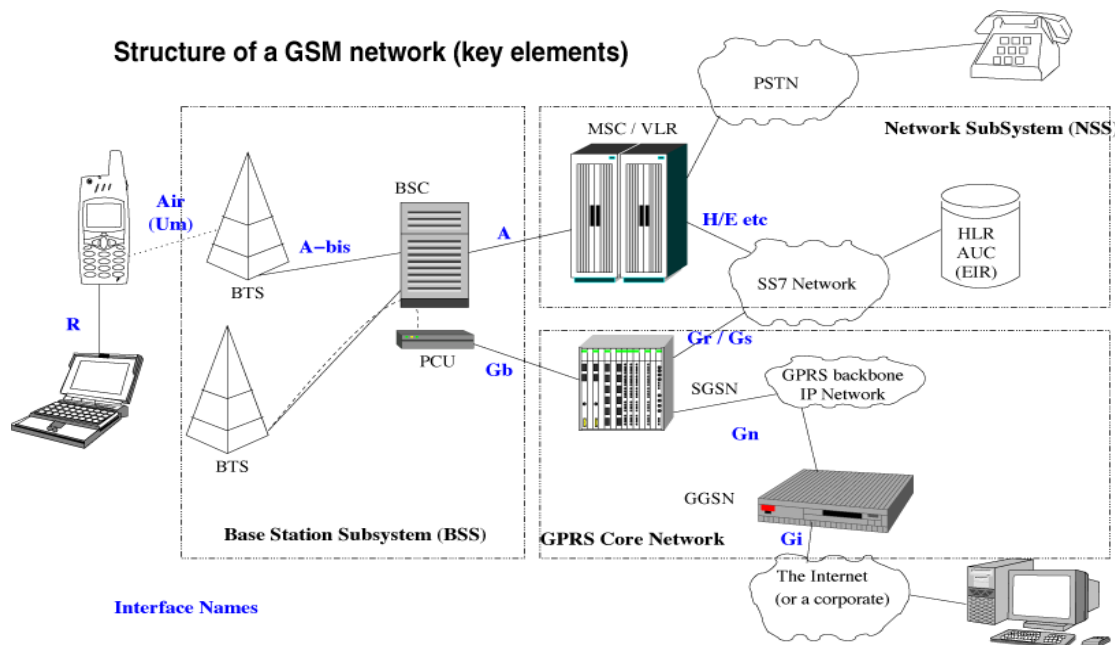 Structure of a GSM network (key elements)
PSTN
MSC / VLR
Network SubSystem (NSS)
BSC
Air
(Um)
A-bis
A
H/E etc
HLR
AUC
(EIR)
BTS
SS7 Network
R
PCU
Gb
Gr / Gs
SGSN
GPRS backbone
IP Network
Gn
BTS
GGSN
Base Station Subsystem (BSS)
GPRS Core Network
Gi
The Internet
(or a corporate)
Interface Names